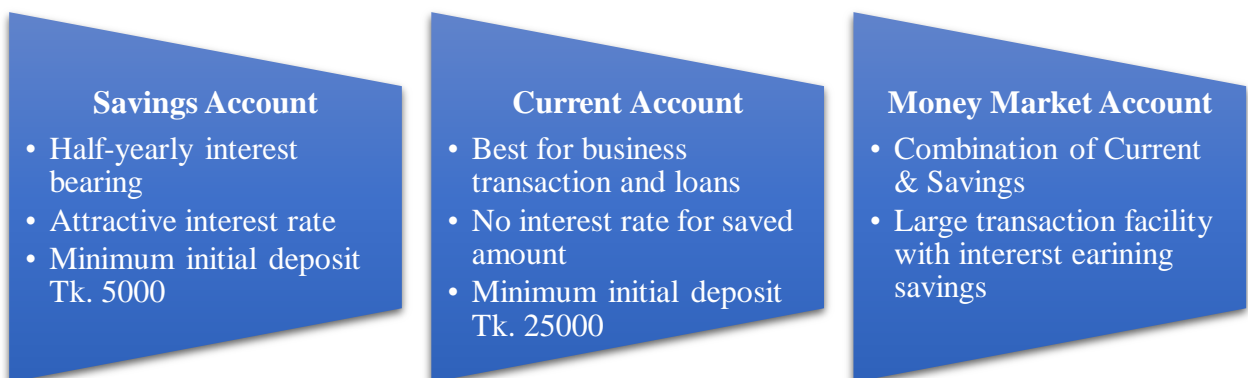 Savings Account
• Half-yearly interest
bearing
• Attractive interest rate
• Minimum initial deposit
Tk. 5000
Current Account
• Best for business
transaction and loans
• No interest rate for saved
amount
• Minimum initial deposit
Tk. 25000
Money Market Account
• Combination of Current
& Savings
• Large transaction facility
with intererst earining
savings